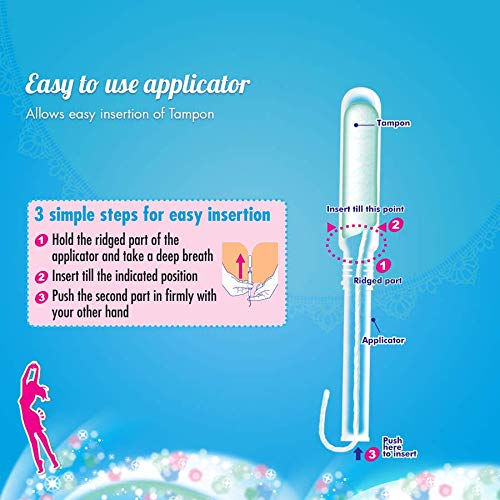 Easy to use applicator
Allows easy insertion of Tampon
Tampon
3 simple steps for easy insertion
1 Hold the ridged part of the
applicator and take a deep breath
2 Insert till the indicated position
3 Push the second part in firmly with
your other hand
Insert till this point
2
1
Ridged part
Applicator
3 Push
here to
to insert